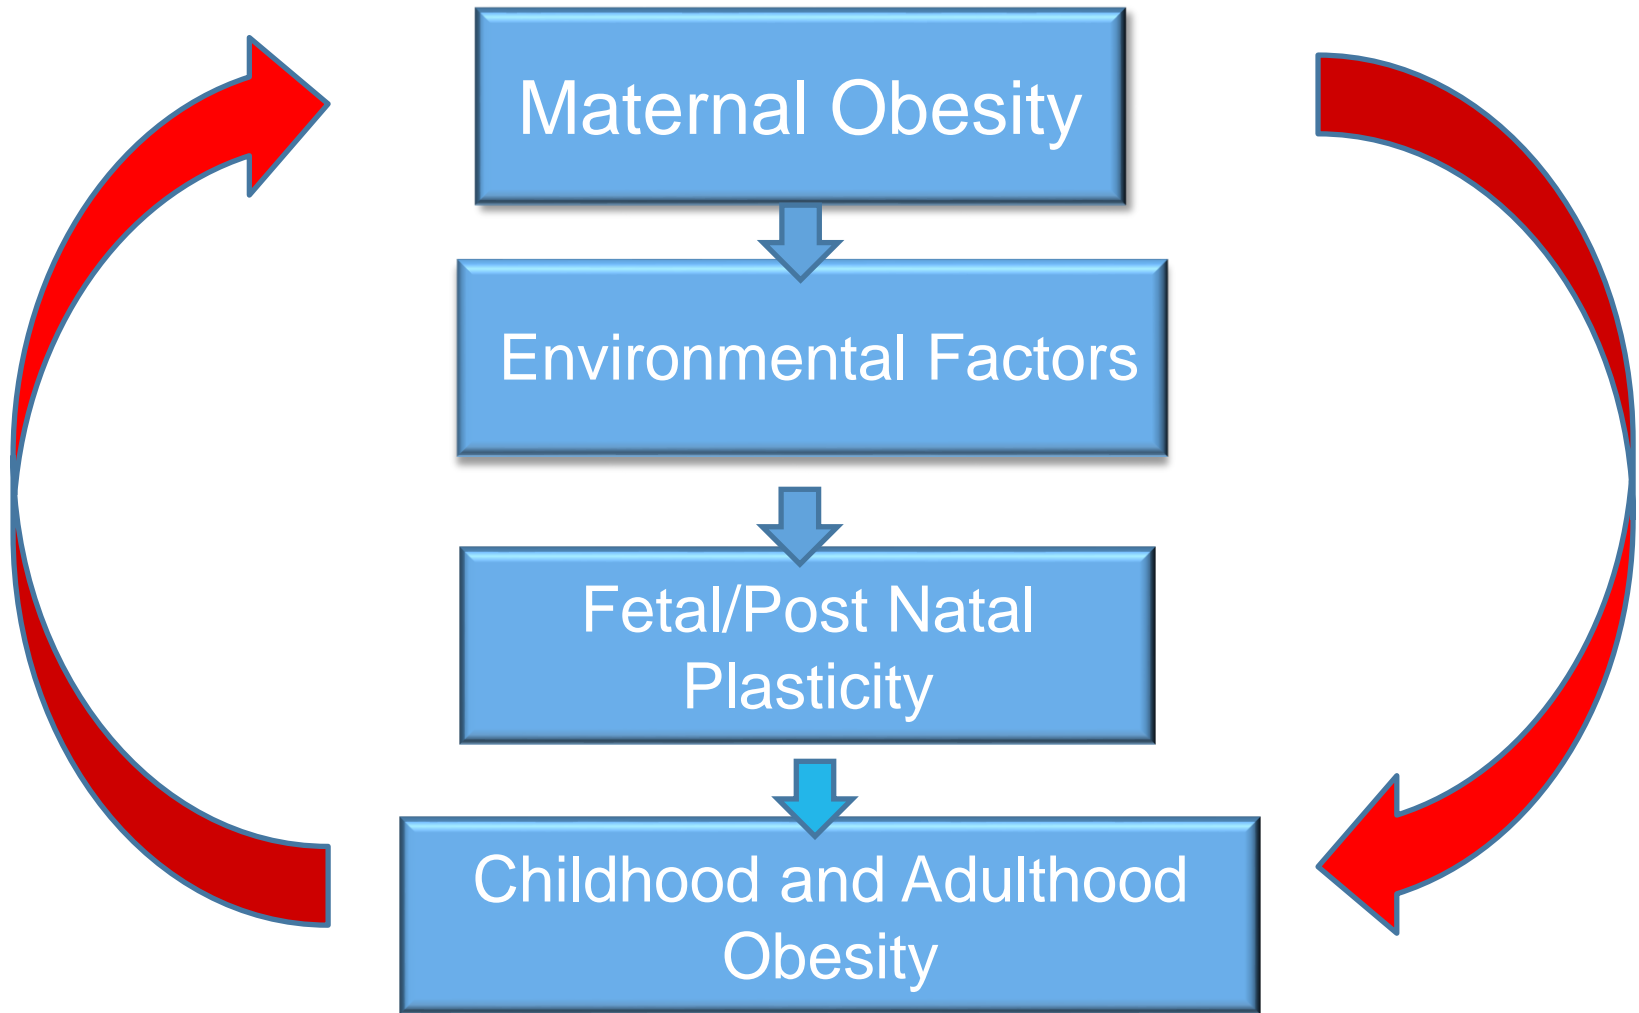 Maternal Obesity
Environmental Factors
Fetal/Post Natal
Plasticity
Childhood and Adulthood
Obesity